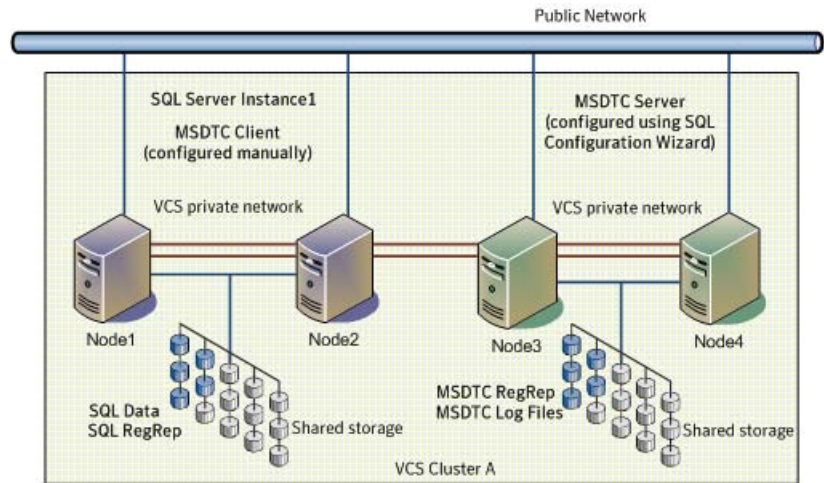 Public Network
SQL Server Instance1
MSDTC Client
(configured manually)
MSDTC Server
(configured using SQL
Configuration Wizard)
VCS private network
VCS private network
Node1
Node2
Node3
Node4
SQL Data
SQL RegRep
Shared storage
MSDTC RegRep
MSDTC Log Files
Shared storage
VCS Cluster A